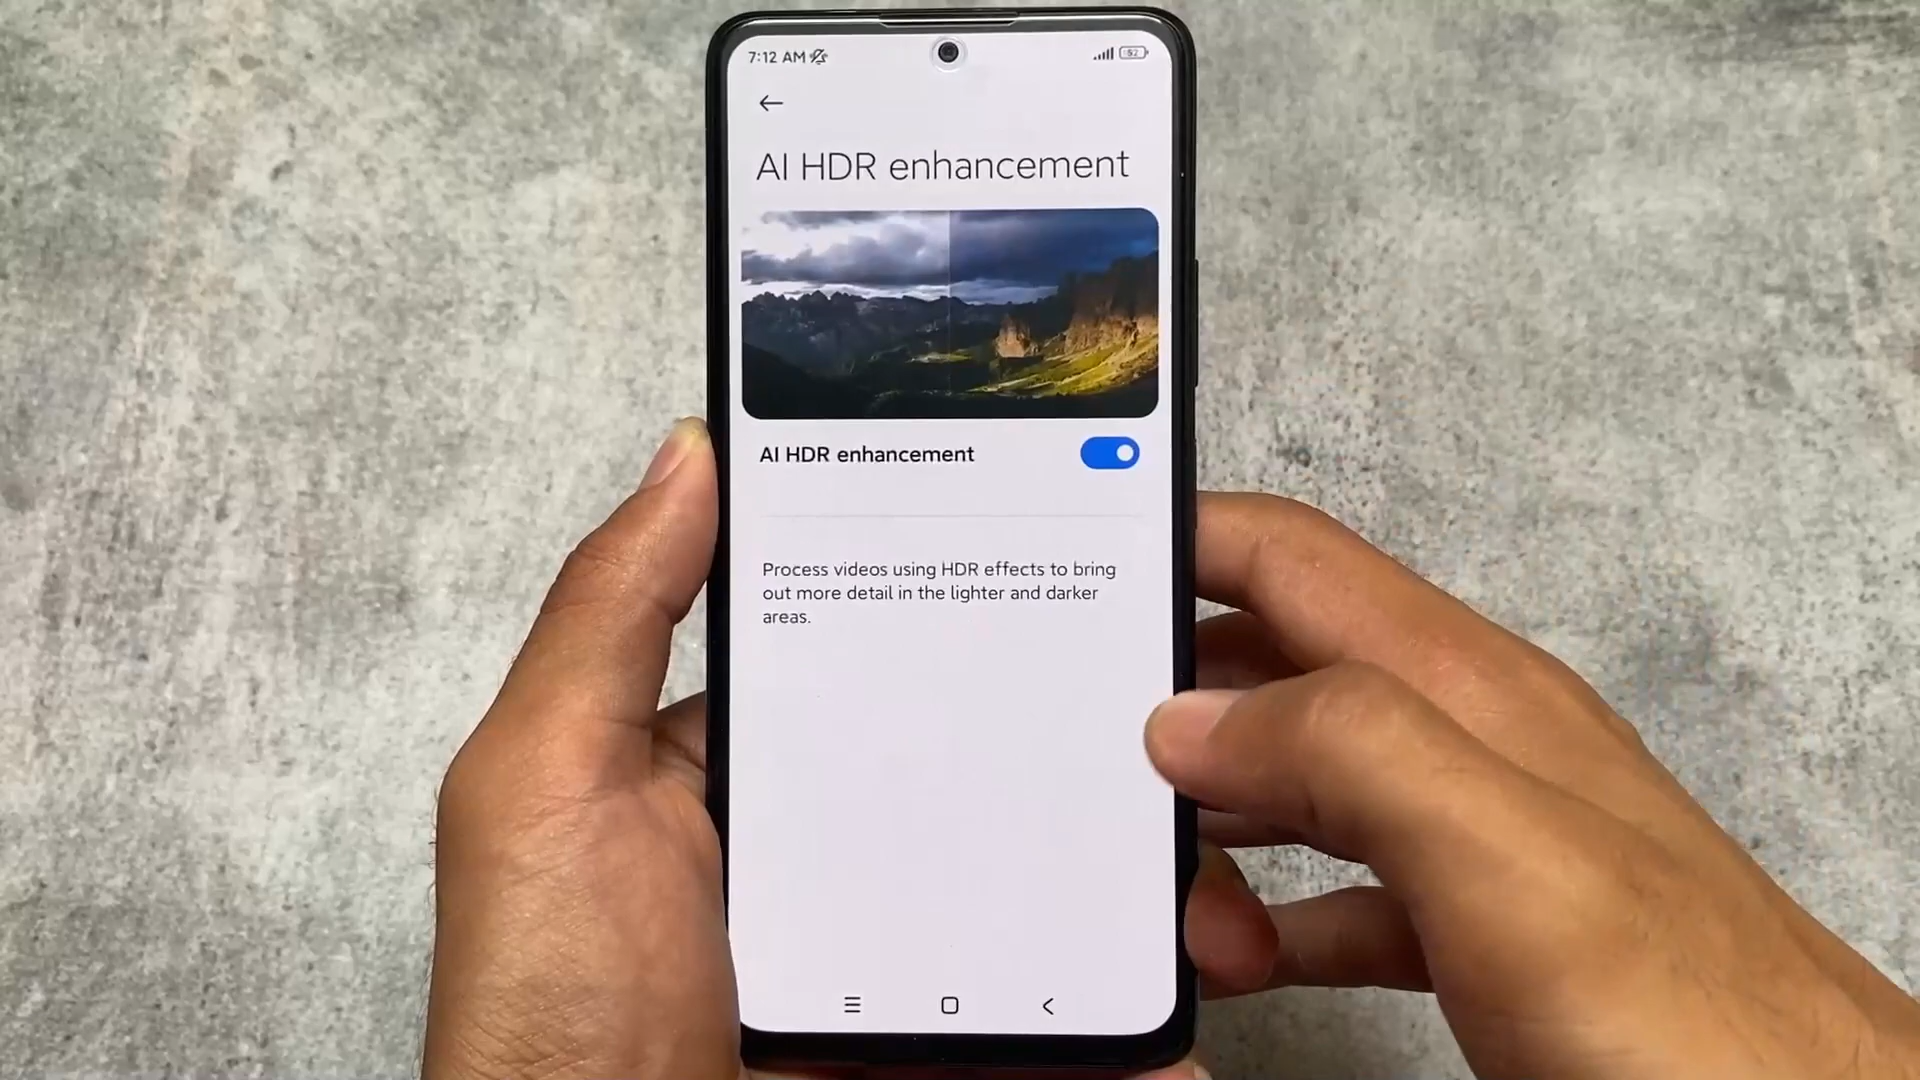 7:12 AM
52
AI HDR enhancement
AI HDR enhancement
Process videos using HDR effects to bring
out more detail in the lighter and darker
areas.